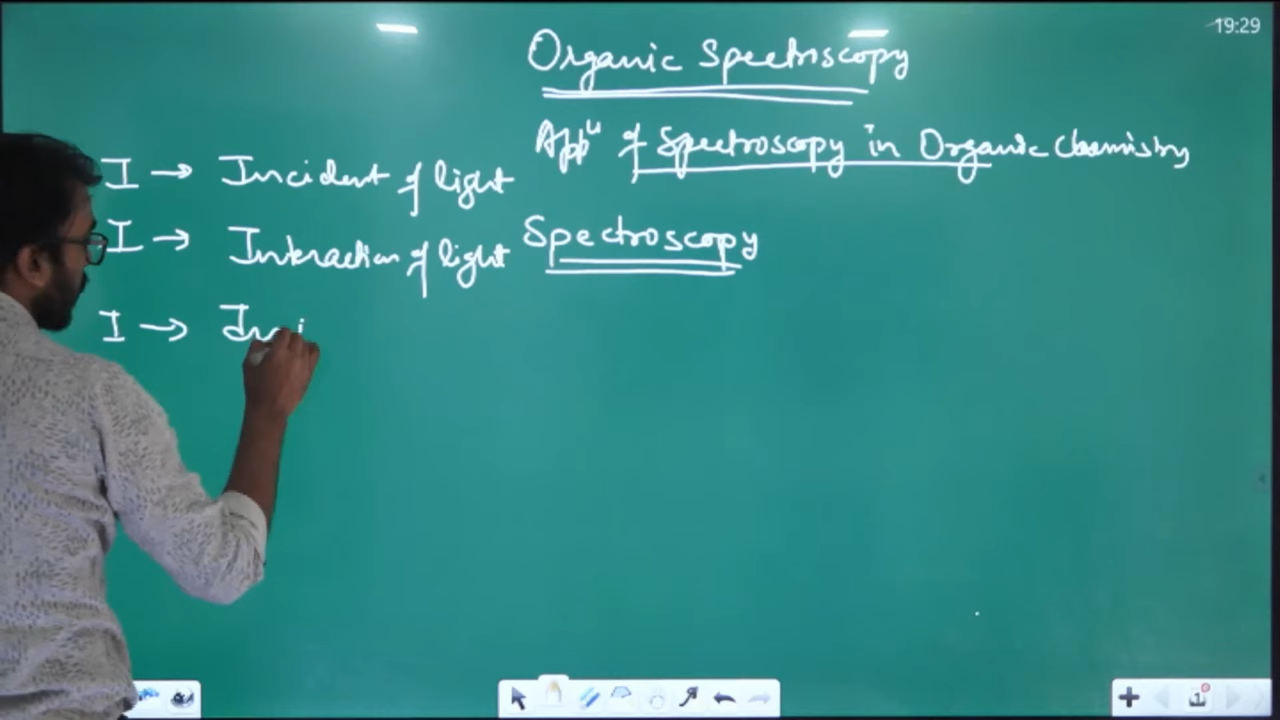 19:29
Organic Spectroscopy
Appⁿ of Spectroscopy in Organic Chemistry
I → Incident of light
I → Interaction of light
Spectroscopy
I →